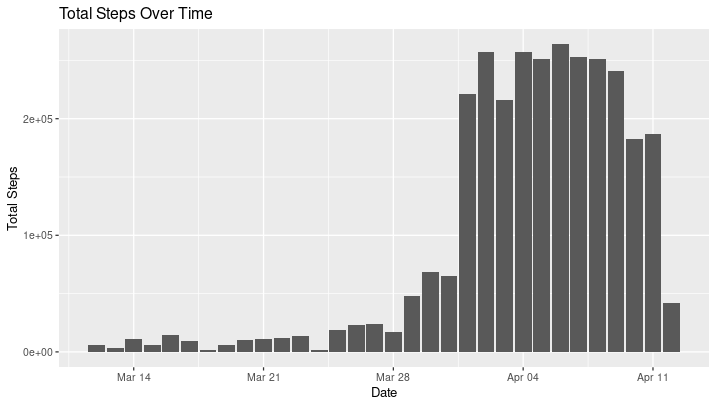 Total Steps Over Time
Total Steps
2e+05
1e+05
0e+00
Mar 14
Mar 21
Mar 28
Apr 04
Apr 11
Date